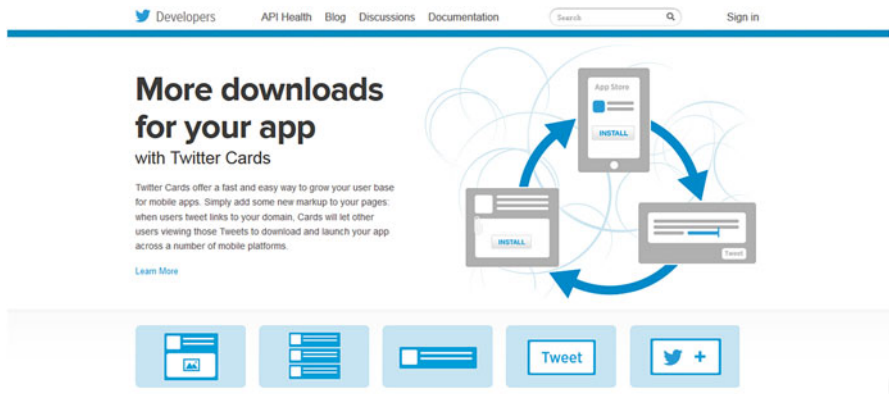 Developers API Health Blog Discussions Documentation Search Sign in
More downloads
for your app
with Twitter Cards
Twitter Cards offer a fast and easy way to grow your user base
for mobile apps. Simply add some new markup to your pages:
when users tweet links to your domain, Cards will let other
users viewing those Tweets to download and launch your app
across a number of mobile platforms.
Learn More
App Store
INSTALL
INSTALL
Tweet
Tweet